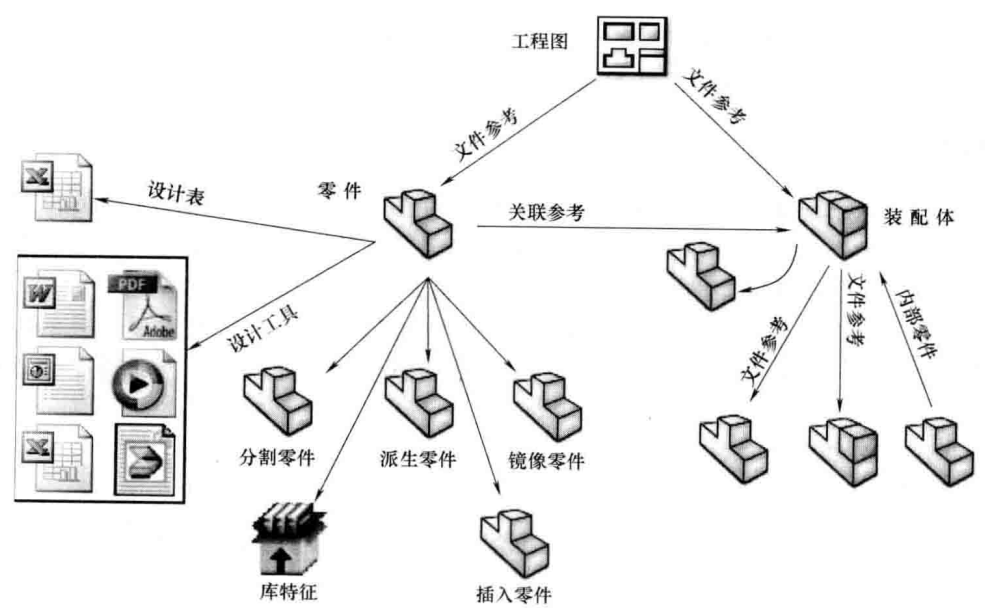 工程图
文件参考
文件参考
设计表
零 件
关联参考
装 配 体
PDF
Adobe
W
X
X
设计工具
文件参考
文件参考
内部零件
分割零件
派生零件
镜像零件
库特征
插入零件